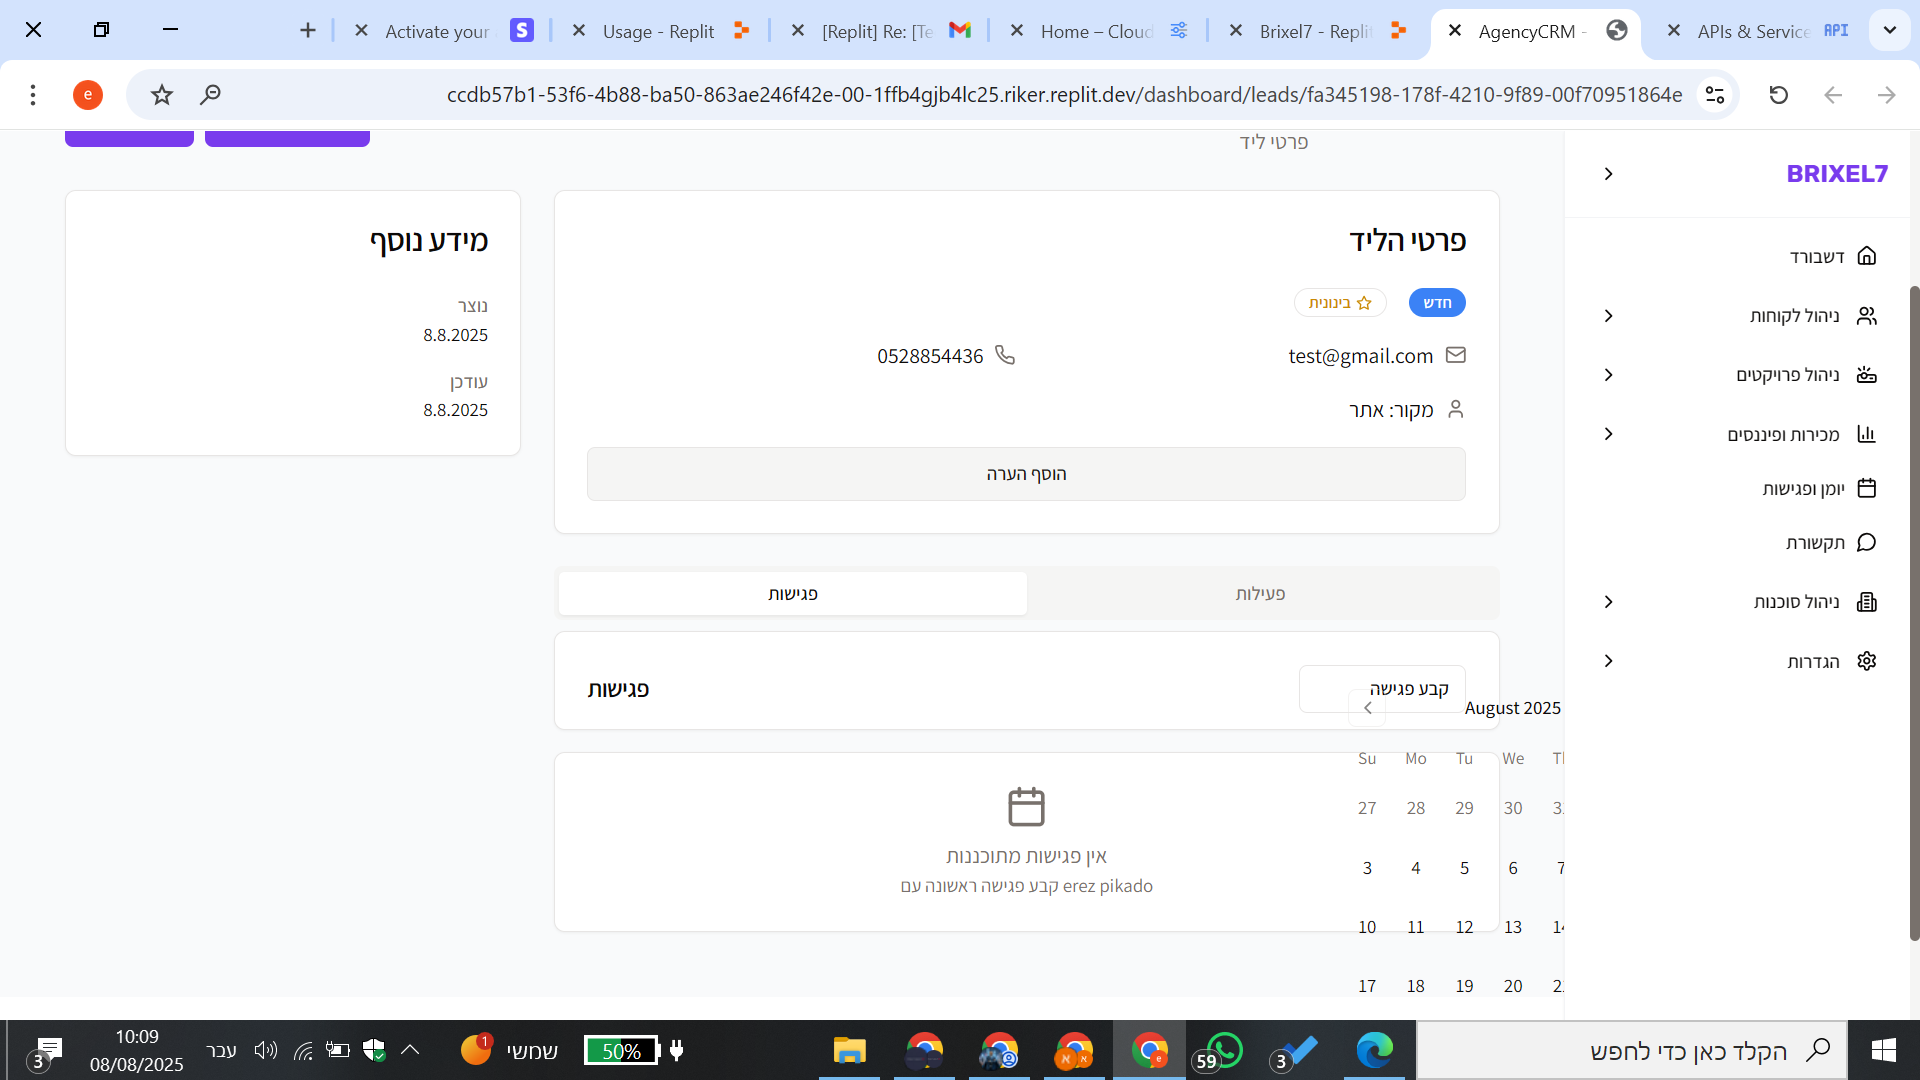 Activate your
Usage - Replit
[Replit] Re: [Te
Home – Cloud
Brixel7 - Replit
AgencyCRM -
APIs & Service
API
e
ccdb57b1-53f6-4b88-ba50-863ae246f42e-00-1ffb4gjb4lc25.riker.replit.dev/dashboard/leads/fa345198-178f-4210-9f89-00f70951864e
BRIXEL7
דשבורד
ניהול לקוחות
ניהול פרויקטים
מכירות ופיננסים
יומן ופגישות
תקשורת
ניהול סוכנות
הגדרות
פרטי ליד
פרטי הליד
חדש
בינונית
test@gmail.com
0528854436
מקור: אתר
הוסף הערה
מידע נוסף
נוצר
8.8.2025
עודכן
8.8.2025
פעילות
פגישות
קבע פגישה
פגישות
August 2025
Su Mo Tu We
27 28 29 30
3 4 5 6 7
10 11 12 13
17 18 19 20
אין פגישות מתוכננות
קבע פגישה ראשונה עם erez pikado
3
10:09
08/08/2025
עבר
1
שמשי
50%
59
3
הקלד כאן כדי לחפש